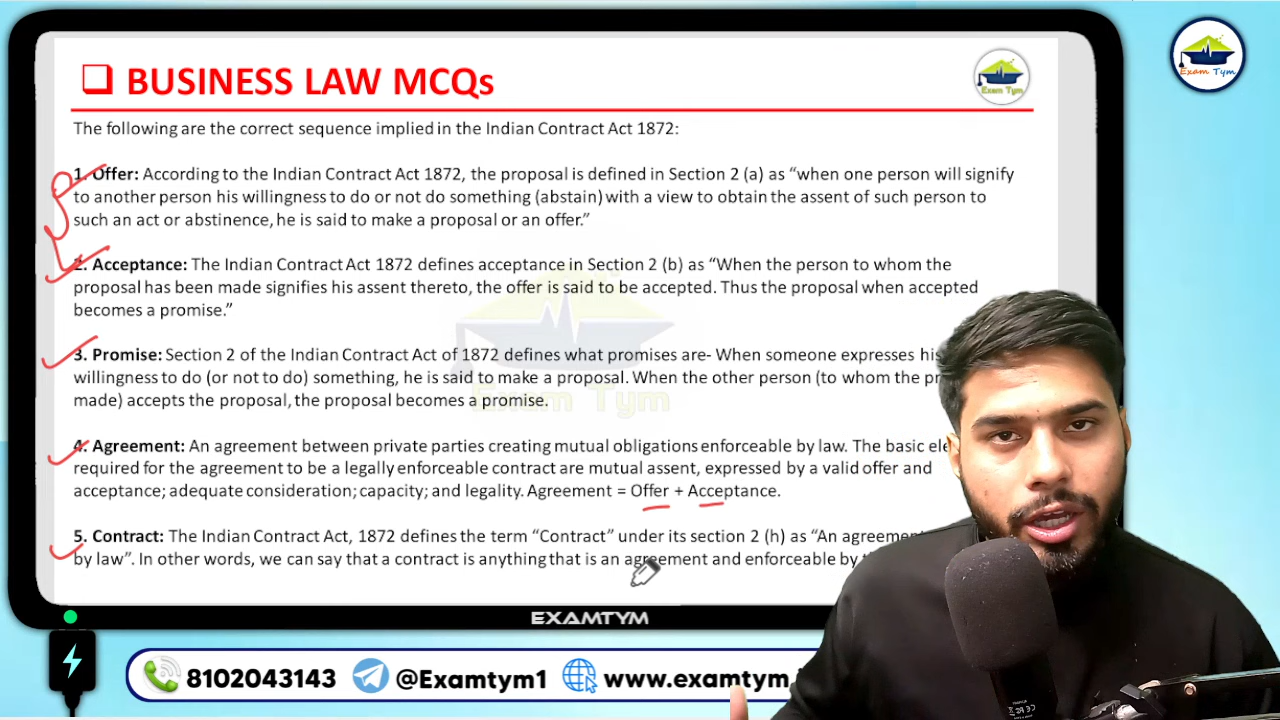 BUSINESS LAW MCQs
Exam Tym
Exam Tym
The following are the correct sequence implied in the Indian Contract Act 1872:
1. Offer: According to the Indian Contract Act 1872, the proposal is defined in Section 2 (a) as “when one person will signify
to another person his willingness to do or not do something (abstain) with a view to obtain the assent of such person to
such an act or abstinence, he is said to make a proposal or an offer.”
2. Acceptance: The Indian Contract Act 1872 defines acceptance in Section 2 (b) as “When the person to whom the
proposal has been made signifies his assent thereto, the offer is said to be accepted. Thus the proposal when accepted
becomes a promise.”
3. Promise: Section 2 of the Indian Contract Act of 1872 defines what promises are- When someone expresses his
willingness to do (or not to do) something, he is said to make a proposal. When the other person (to whom the
made) accepts the proposal, the proposal becomes a promise.
Exam Tym
4. Agreement: An agreement between private parties creating mutual obligations enforceable by law. The basic
required for the agreement to be a legally enforceable contract are mutual assent, expressed by a valid offer and
acceptance; adequate consideration; capacity; and legality. Agreement = Offer + Acceptance.
5. Contract: The Indian Contract Act, 1872 defines the term “Contract” under its section 2 (h) as “An
by law”. In other words, we can say that a contract is anything that is an agreement and enforceable by
EXAMTYM
8102043143 @Examtym1 www.examtym.